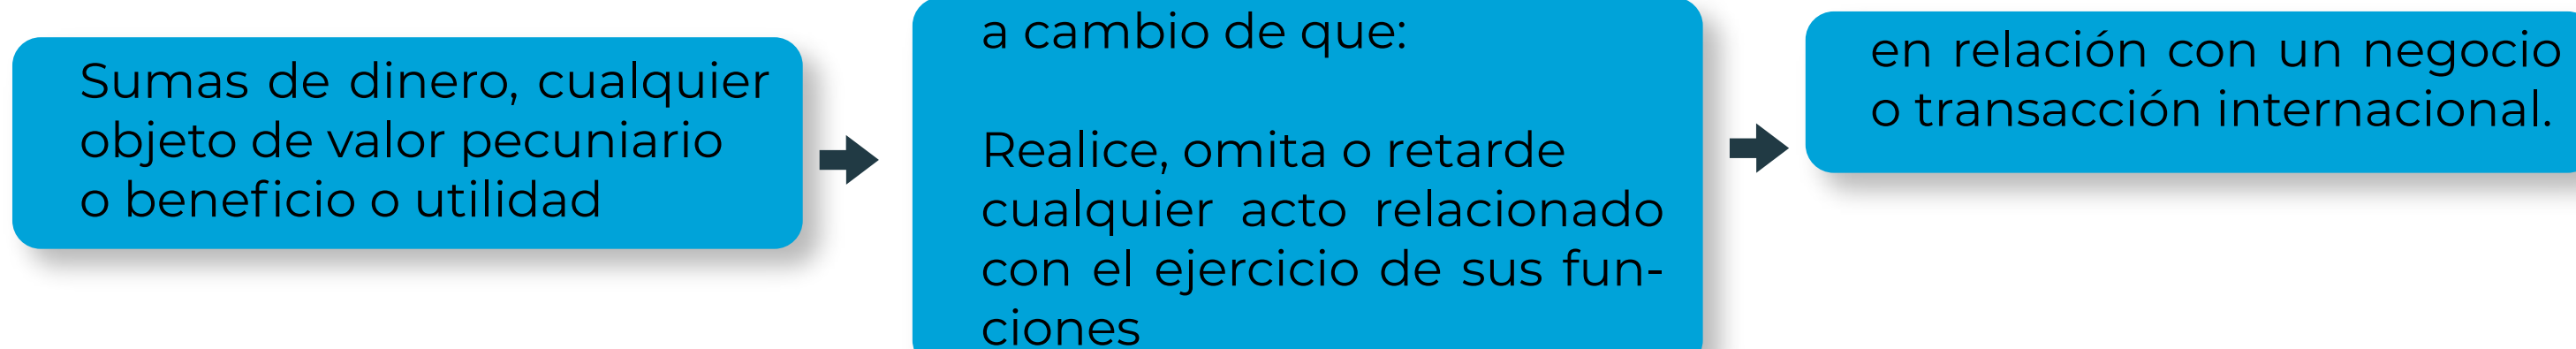 Sumas de dinero, cualquier
objeto de valor pecuniario
o beneficio o utilidad
a cambio de que:
Realice, omita o retarde
cualquier acto relacionado
con el ejercicio de sus fun-
ciones
en relación con un negocio
o transacción internacional.